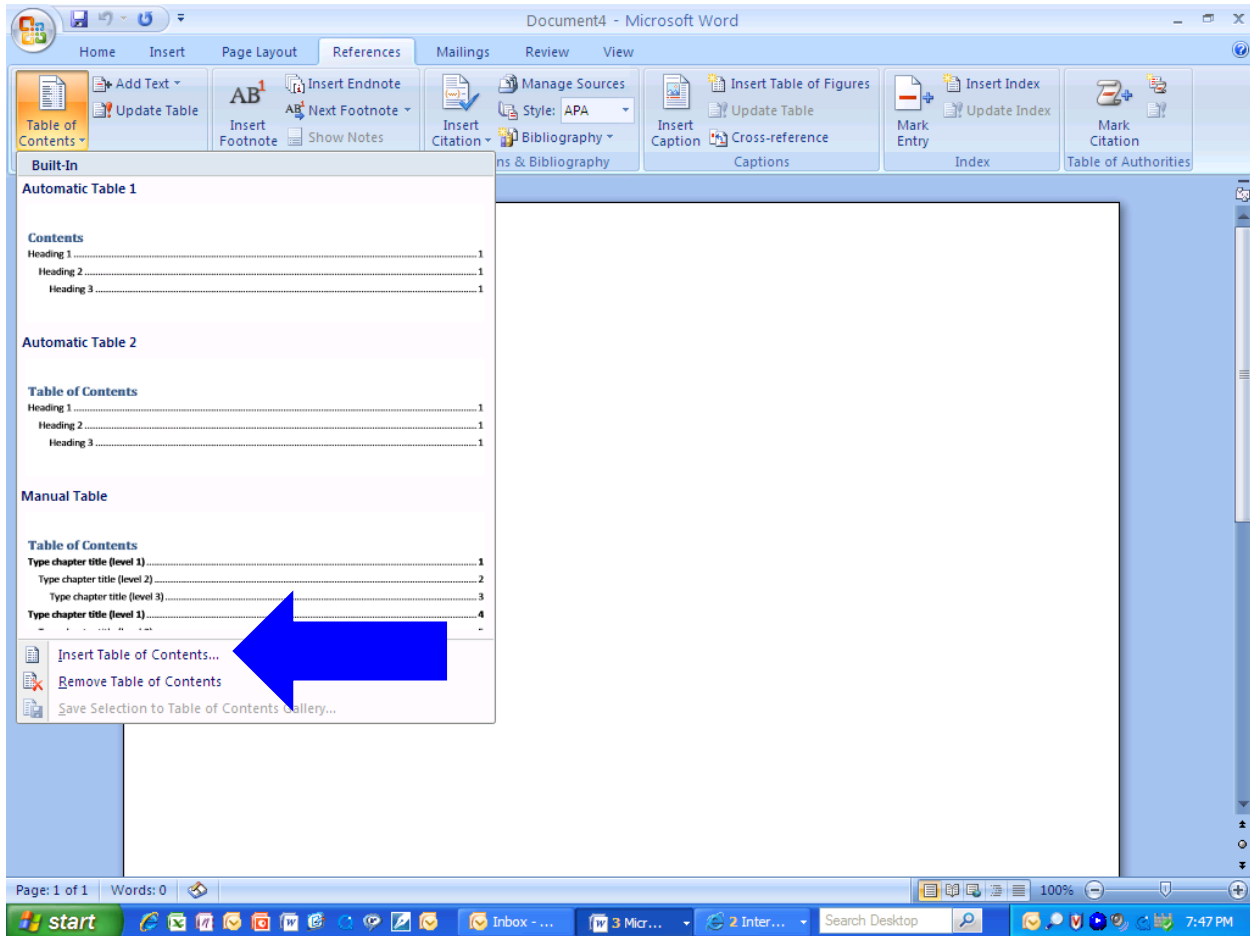 Document4 - Microsoft Word
Home Insert Page Layout References Mailings Review View
Table of Contents
Add Text
Update Table
AB1
Insert Footnote
Insert Endnote
AB1 Next Footnote
Show Notes
Insert Citation
Manage Sources
Style: APA
Bibliography
Insert Caption
Insert Table of Figures
Update Table
Cross-reference
Mark Entry
Insert Index
Update Index
Mark Citation
ns & Bibliography
Captions
Index
Table of Authorities
Built-In
Automatic Table 1
Contents
Heading 1 1
Heading 2 1
Heading 3 1
Automatic Table 2
Table of Contents
Heading 1 1
Heading 2 1
Heading 3 1
Manual Table
Table of Contents
Type chapter title (level 1) 1
Type chapter title (level 2) 2
Type chapter title (level 3) 3
Type chapter title (level 1) 4
Insert Table of Contents...
Remove Table of Contents
Save Selection to Table of Contents Gallery...
Page: 1 of 1 Words: 0
100%
start
Inbox - ...
3 Micr...
2 Inter...
Search Desktop
7:47 PM